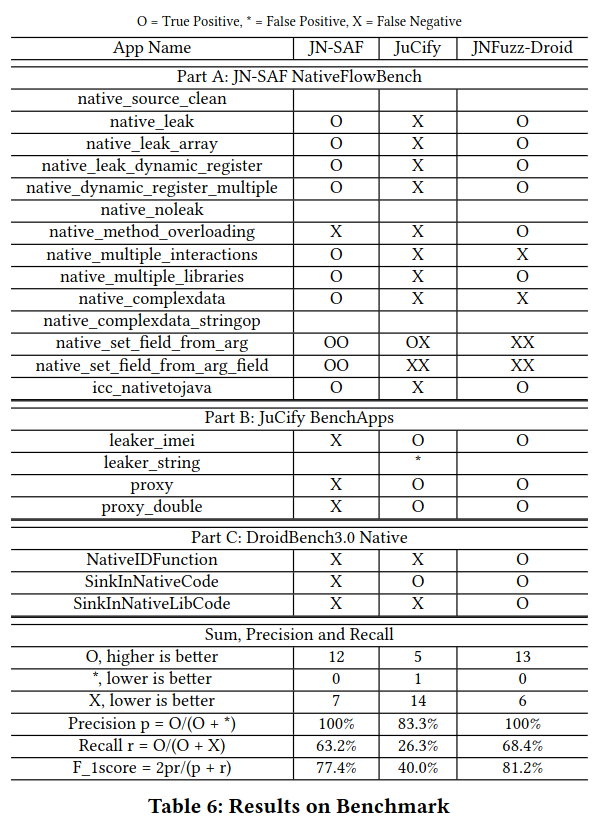 O = True Positive, * = False Positive, X = False Negative
App Name JN-SAF JuCify JNFuzz-Droid
Part A: JN-SAF NativeFlowBench
native_source_clean
native_leak O X O
native_leak_array O X O
native_leak_dynamic_register O X O
native_dynamic_register_multiple O X O
native_noleak
native_method_overloading X X O
native_multiple_interactions O X X
native_multiple_libraries O X O
native_complexdata O X X
native_complexdata_stringop
native_set_field_from_arg OO OX XX
native_set_field_from_arg_field OO XX XX
icc_nativetojava O X O
Part B: JuCify BenchApps
leaker_imei X O O
leaker_string *
proxy X O O
proxy_double X O O
Part C: DroidBench3.0 Native
NativeIDFunction X X O
SinkInNativeCode X O O
SinkInNativeLibCode X X O
Sum, Precision and Recall
O, higher is better 12 5 13
*, lower is better 0 1 0
X, lower is better 7 14 6
Precision p = O/(O + *) 100% 83.3% 100%
Recall r = O/(O + X) 63.2% 26.3% 68.4%
F_1score = 2pr/(p + r) 77.4% 40.0% 81.2%
Table 6: Results on Benchmark